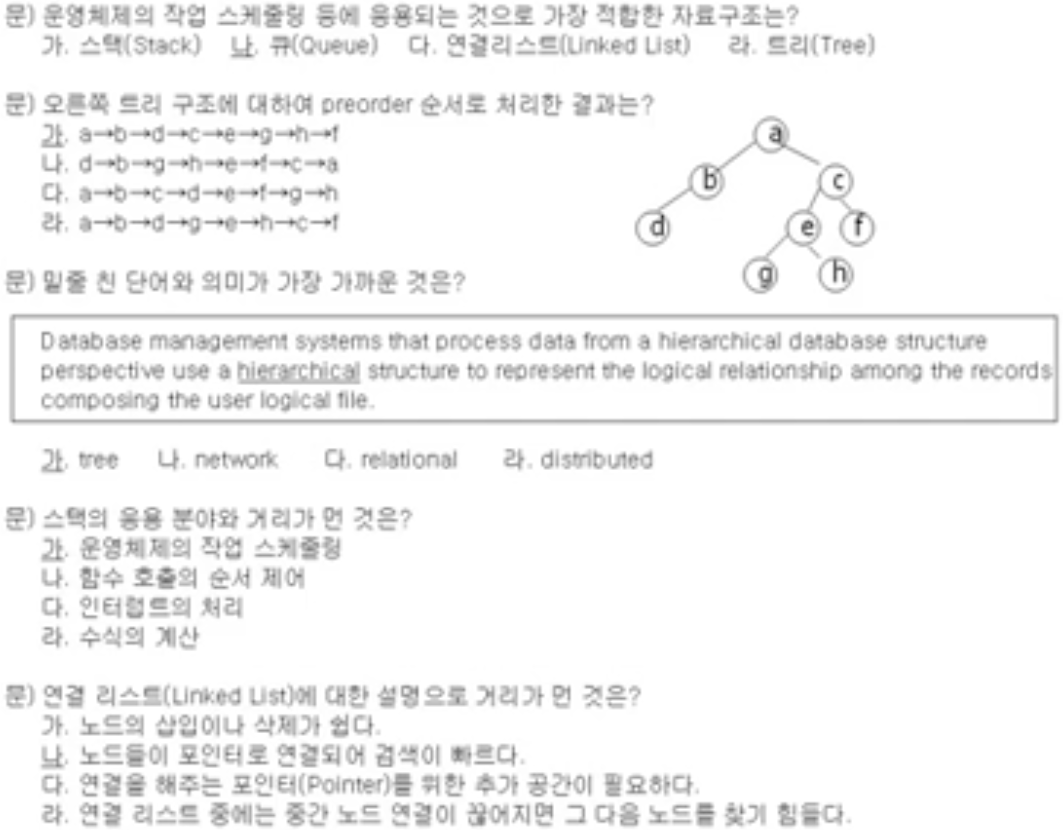 문) 운영체제의 작업 스케줄링 등에 응용되는 것으로 가장 적합한 자료구조는?
가. 스택(Stack) 나. 큐(Queue) 다. 연결리스트(Linked List) 라. 트리(Tree)
문) 오른쪽 트리 구조에 대하여 preorder 순서로 처리한 결과는?
가. a→b→d→c→e→g→h→f
나. d→b→g→h→e→f→c→a
다. a→b→c→d→e→f→g→h
라. a→b→d→g→e→h→c→f
a
b c
d e f
g h
문) 밑줄 친 단어와 의미가 가장 가까운 것은?
Database management systems that process data from a hierarchical database structure
perspective use a hierarchical structure to represent the logical relationship among the records
composing the user logical file.
가. tree 나. network 다. relational 라. distributed
문) 스택의 응용 분야와 거리가 먼 것은?
가. 운영체제의 작업 스케줄링
나. 함수 호출의 순서 제어
다. 인터럽트의 처리
라. 수식의 계산
문) 연결 리스트(Linked List)에 대한 설명으로 거리가 먼 것은?
가. 노드의 삽입이나 삭제가 쉽다.
나. 노드들이 포인터로 연결되어 검색이 빠르다.
다. 연결을 해주는 포인터(Pointer)를 위한 추가 공간이 필요하다.
라. 연결 리스트 중에는 중간 노드 연결이 끊어지면 그 다음 노드를 찾기 힘들다.